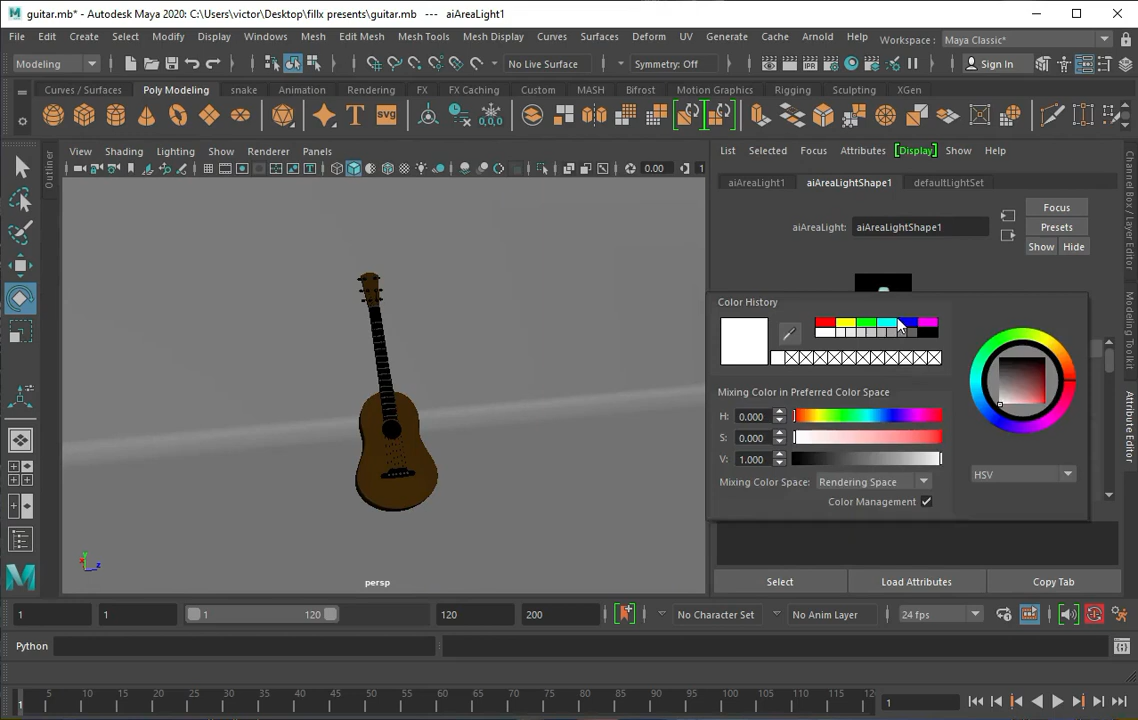 guitar.mb* - Autodesk Maya 2020: C:\Users\victor\Desktop\fillx presents\guitar.mb --- aiAreaLight1
File Edit Create Select Modify Display Windows Mesh Edit Mesh Mesh Tools Mesh Display Curves Surfaces Deform UV Generate Cache Arnold Help Workspace : Maya Classic*
Modeling No Live Surface Symmetry: Off IPR Sign In
Curves / Surfaces Poly Modeling snake Animation Rendering FX FX Caching Custom MASH Bifrost Motion Graphics Rigging Sculpting XGen
T SVG 0,0,0
View Shading Lighting Show Renderer Panels
0.00 1
Outliner
persp
y
x
z
List Selected Focus Attributes Display Show Help
aiAreaLight1 aiAreaLightShape1 defaultLightSet
Focus
aiAreaLight: aiAreaLightShape1 Presets
Show Hide
Color History
Mixing Color in Preferred Color Space
H: 0.000
S: 0.000
V: 1.000
HSV
Mixing Color Space: Rendering Space
Color Management
Select Load Attributes Copy Tab
Channel Box / Layer Editor
Modeling Toolkit
Attribute Editor
1 1 1 120 120 200 No Character Set No Anim Layer 24 fps
Python
1 5 10 15 20 25 30 35 40 45 50 55 60 65 70 75 80 85 90 95 100 105 110 115 12 1